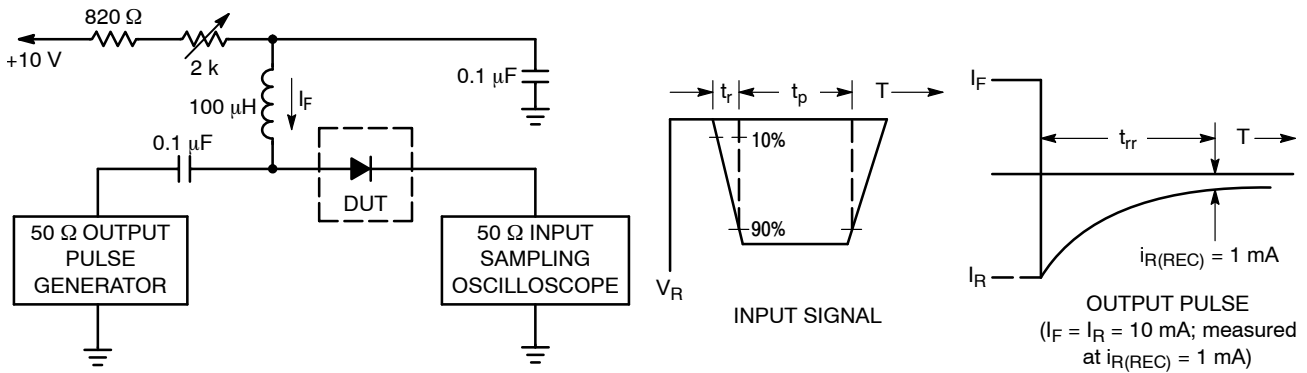 820 Ω
+10 V
2 k
0.1 μF
100 μH
I_F
0.1 μF
DUT
50 Ω OUTPUT
PULSE
GENERATOR
50 Ω INPUT
SAMPLING
OSCILLOSCOPE
t_r
t_p
T
10%
90%
V_R
INPUT SIGNAL
I_F
t_rr
T
i_R(REC) = 1 mA
I_R
OUTPUT PULSE
(I_F = I_R = 10 mA; measured
at i_R(REC) = 1 mA)